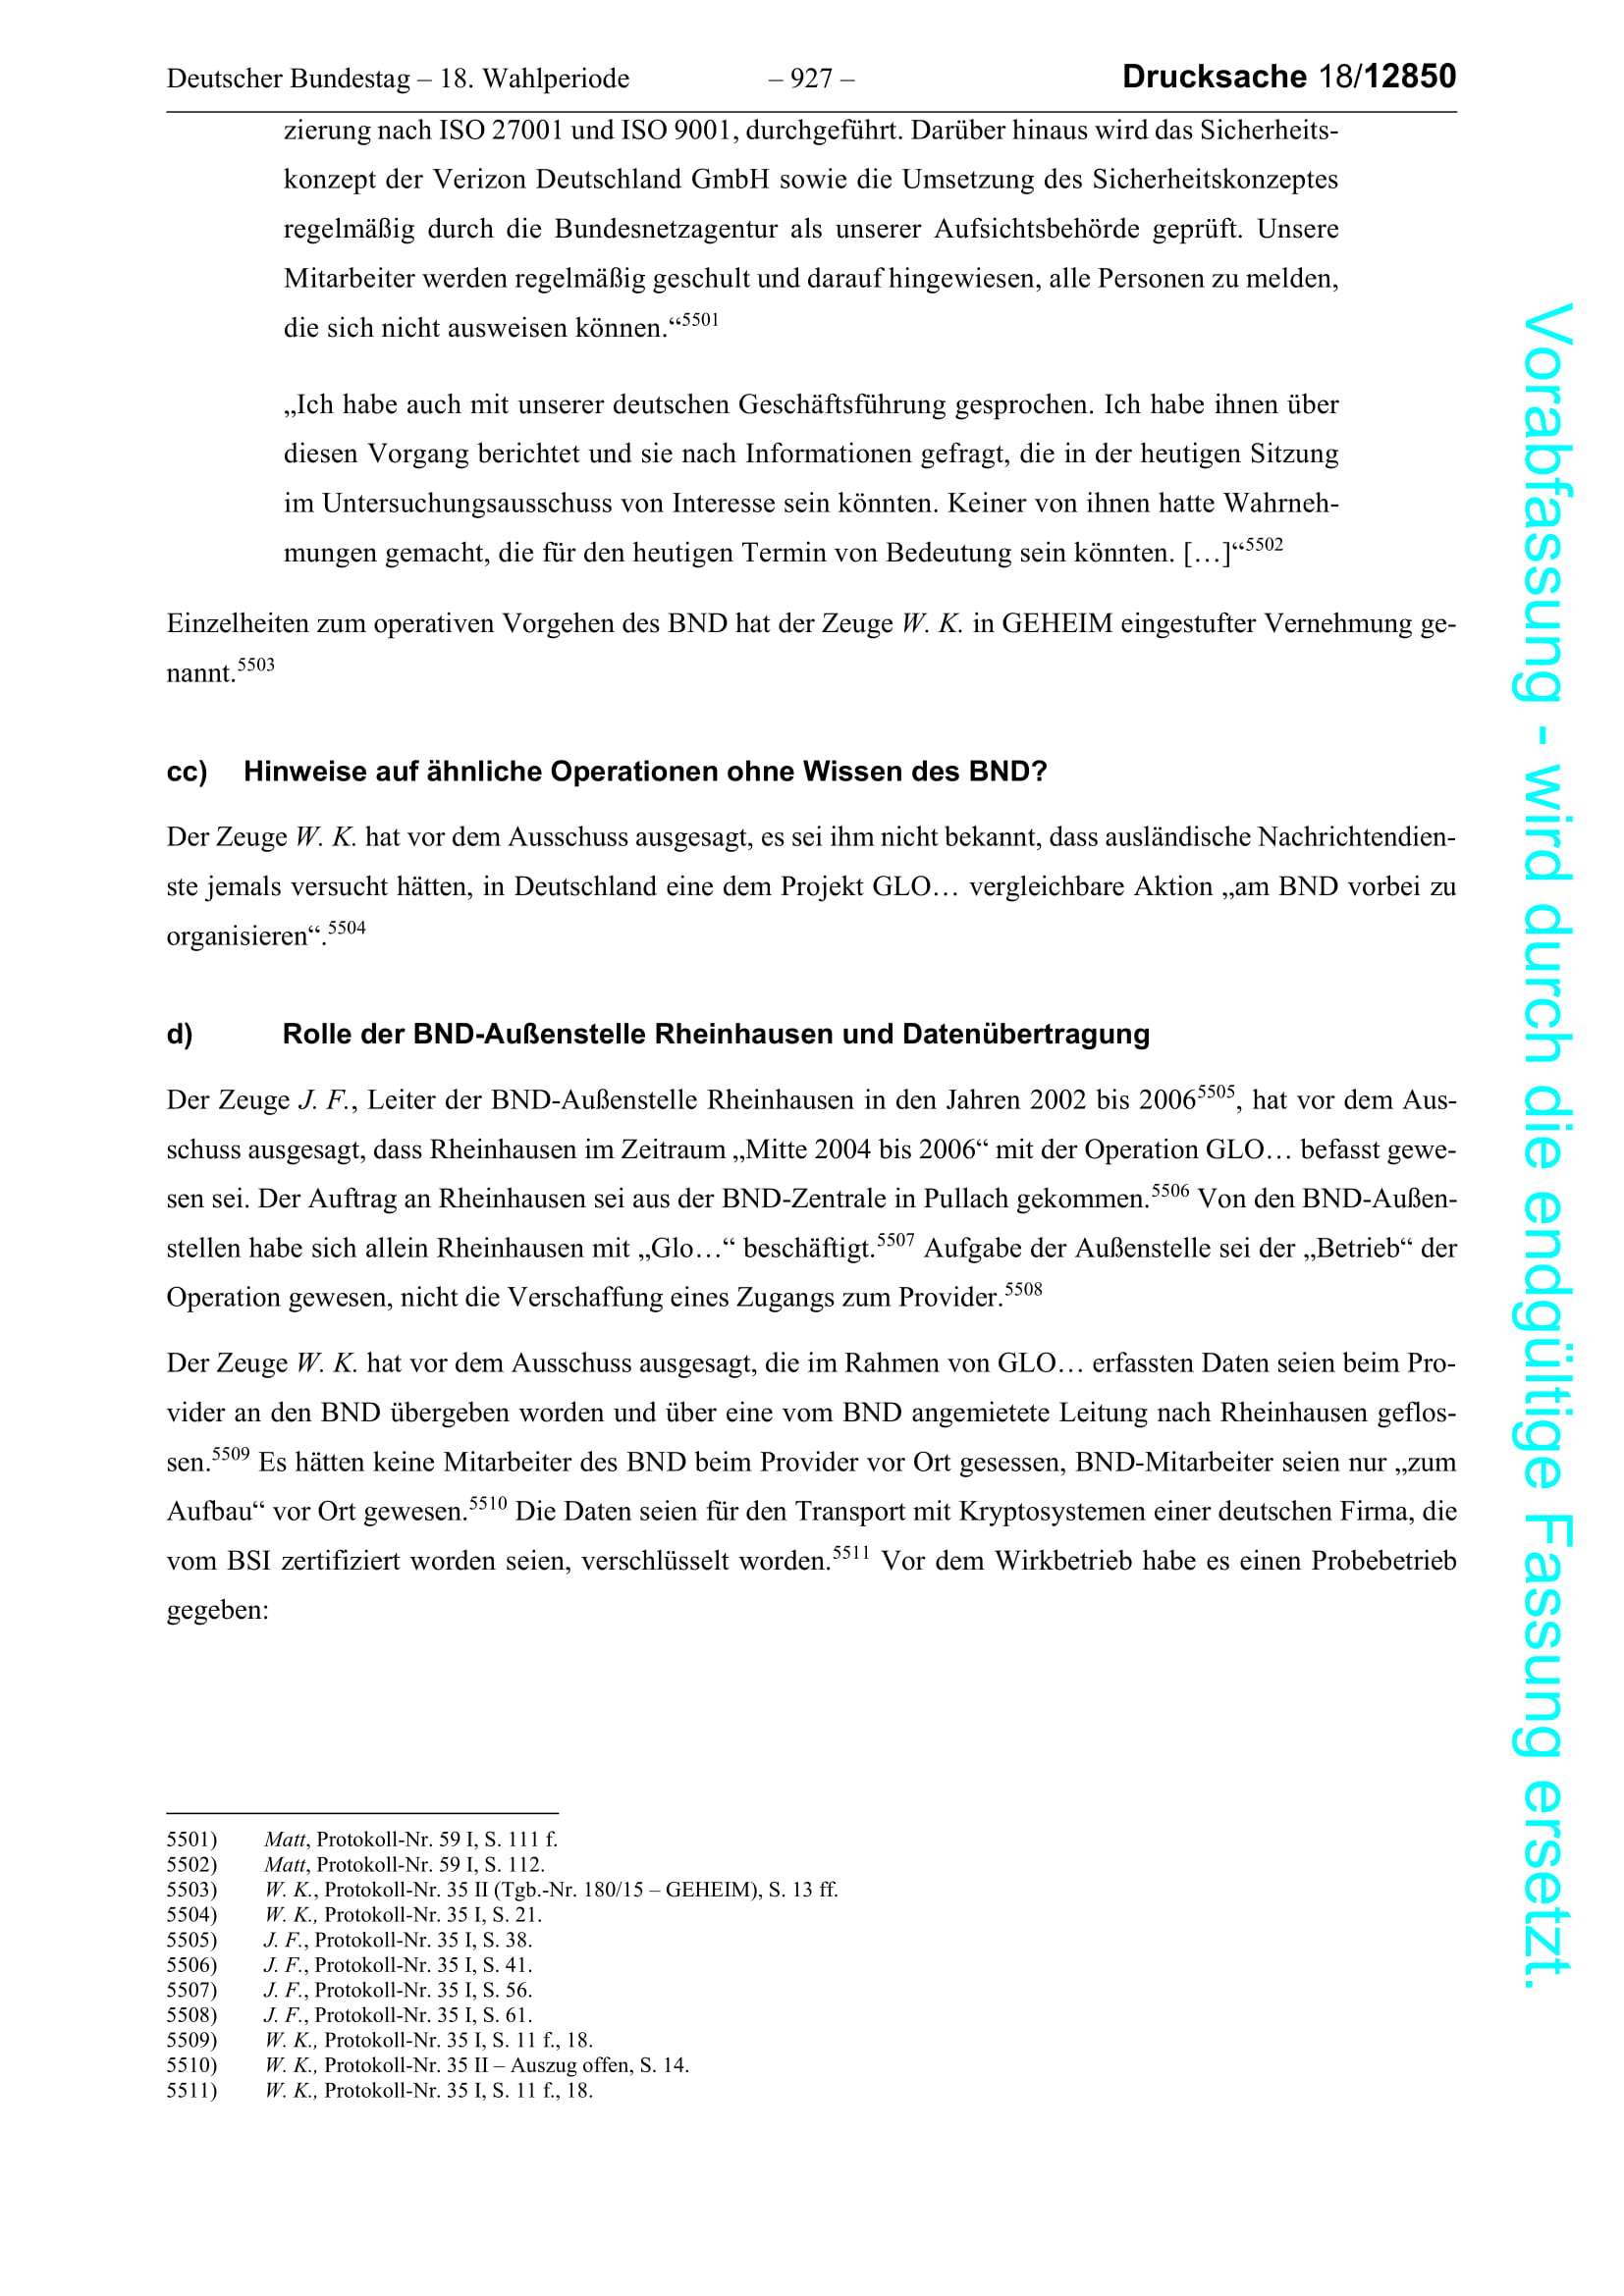 Deutscher Bundestag – 18. Wahlperiode – 927 – Drucksache 18/12850
zierung nach ISO 27001 und ISO 9001, durchgeführt. Darüber hinaus wird das Sicherheits-
konzept der Verizon Deutschland GmbH sowie die Umsetzung des Sicherheitskonzeptes
regelmäßig durch die Bundesnetzagentur als unserer Aufsichtsbehörde geprüft. Unsere
Mitarbeiter werden regelmäßig geschult und darauf hingewiesen, alle Personen zu melden,
die sich nicht ausweisen können.“5501
„Ich habe auch mit unserer deutschen Geschäftsführung gesprochen. Ich habe ihnen über
diesen Vorgang berichtet und sie nach Informationen gefragt, die in der heutigen Sitzung
im Untersuchungsausschuss von Interesse sein könnten. Keiner von ihnen hatte Wahrneh-
mungen gemacht, die für den heutigen Termin von Bedeutung sein könnten. […]“5502
Einzelheiten zum operativen Vorgehen des BND hat der Zeuge W. K. in GEHEIM eingestufter Vernehmung ge-
nannt.5503
cc) Hinweise auf ähnliche Operationen ohne Wissen des BND?
Der Zeuge W. K. hat vor dem Ausschuss ausgesagt, es sei ihm nicht bekannt, dass ausländische Nachrichtendien-
ste jemals versucht hätten, in Deutschland eine dem Projekt GLO… vergleichbare Aktion „am BND vorbei zu
organisieren“.5504
d) Rolle der BND-Außenstelle Rheinhausen und Datenübertragung
Der Zeuge J. F., Leiter der BND-Außenstelle Rheinhausen in den Jahren 2002 bis 20065505, hat vor dem Aus-
schuss ausgesagt, dass Rheinhausen im Zeitraum „Mitte 2004 bis 2006“ mit der Operation GLO… befasst gewe-
sen sei. Der Auftrag an Rheinhausen sei aus der BND-Zentrale in Pullach gekommen.5506 Von den BND-Außen-
stellen habe sich allein Rheinhausen mit „Glo…“ beschäftigt.5507 Aufgabe der Außenstelle sei der „Betrieb“ der
Operation gewesen, nicht die Verschaffung eines Zugangs zum Provider.5508
Der Zeuge W. K. hat vor dem Ausschuss ausgesagt, die im Rahmen von GLO… erfassten Daten seien beim Pro-
vider an den BND übergeben worden und über eine vom BND angemietete Leitung nach Rheinhausen geflos-
sen.5509 Es hätten keine Mitarbeiter des BND beim Provider vor Ort gesessen, BND-Mitarbeiter seien nur „zum
Aufbau“ vor Ort gewesen.5510 Die Daten seien für den Transport mit Kryptosystemen einer deutschen Firma, die
vom BSI zertifiziert worden seien, verschlüsselt worden.5511 Vor dem Wirkbetrieb habe es einen Probebetrieb
gegeben:
5501) Matt, Protokoll-Nr. 59 I, S. 111 f.
5502) Matt, Protokoll-Nr. 59 I, S. 112.
5503) W. K., Protokoll-Nr. 35 II (Tgb.-Nr. 180/15 – GEHEIM), S. 13 ff.
5504) W. K., Protokoll-Nr. 35 I, S. 21.
5505) J. F., Protokoll-Nr. 35 I, S. 38.
5506) J. F., Protokoll-Nr. 35 I, S. 41.
5507) J. F., Protokoll-Nr. 35 I, S. 56.
5508) J. F., Protokoll-Nr. 35 I, S. 61.
5509) W. K., Protokoll-Nr. 35 I, S. 11 f., 18.
5510) W. K., Protokoll-Nr. 35 II – Auszug offen, S. 14.
5511) W. K., Protokoll-Nr. 35 I, S. 11 f., 18.
Vorabfassung - wird durch die endgültige Fassung ersetzt.